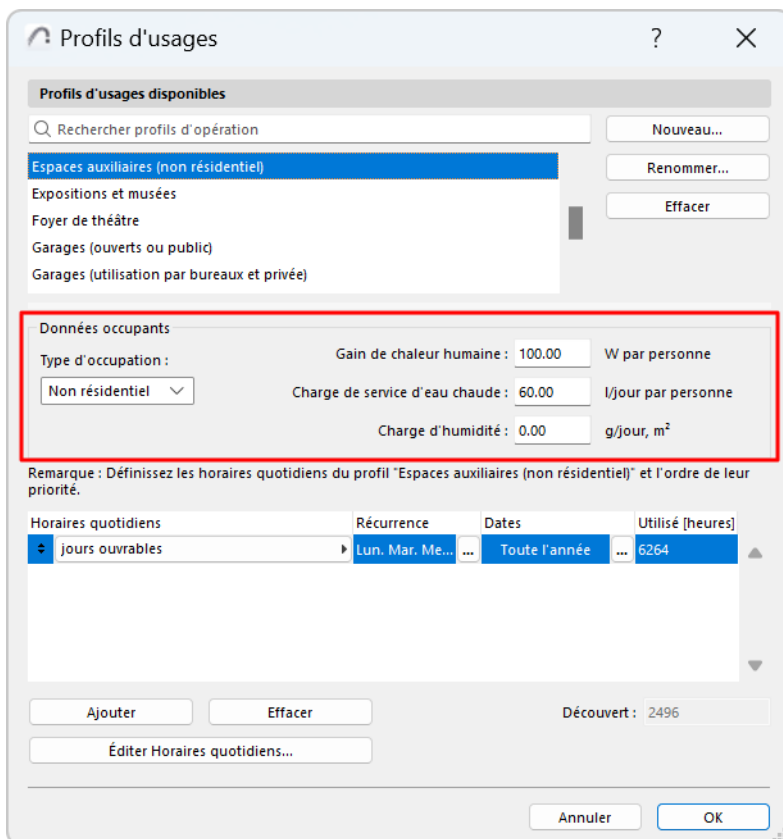 Profils d'usages
?
Profils d'usages disponibles
Rechercher profils d'opération
Nouveau...
Espaces auxiliaires (non résidentiel)
Renommer...
Expositions et musées
Effacer
Foyer de théâtre
Garages (ouverts ou public)
Garages (utilisation par bureaux et privée)
Données occupants
Type d'occupation :
Non résidentiel
Gain de chaleur humaine : 100.00 W par personne
Charge de service d'eau chaude : 60.00 l/jour par personne
Charge d'humidité : 0.00 g/jour, m²
Remarque : Définissez les horaires quotidiens du profil "Espaces auxiliaires (non résidentiel)" et l'ordre de leur
priorité.
Horaires quotidiens Récurrence Dates Utilisé [heures]
jours ouvrables Lun. Mar. Me... ... Toute l'année ... 6264
Ajouter Effacer Découvert : 2496
Éditer Horaires quotidiens...
Annuler OK